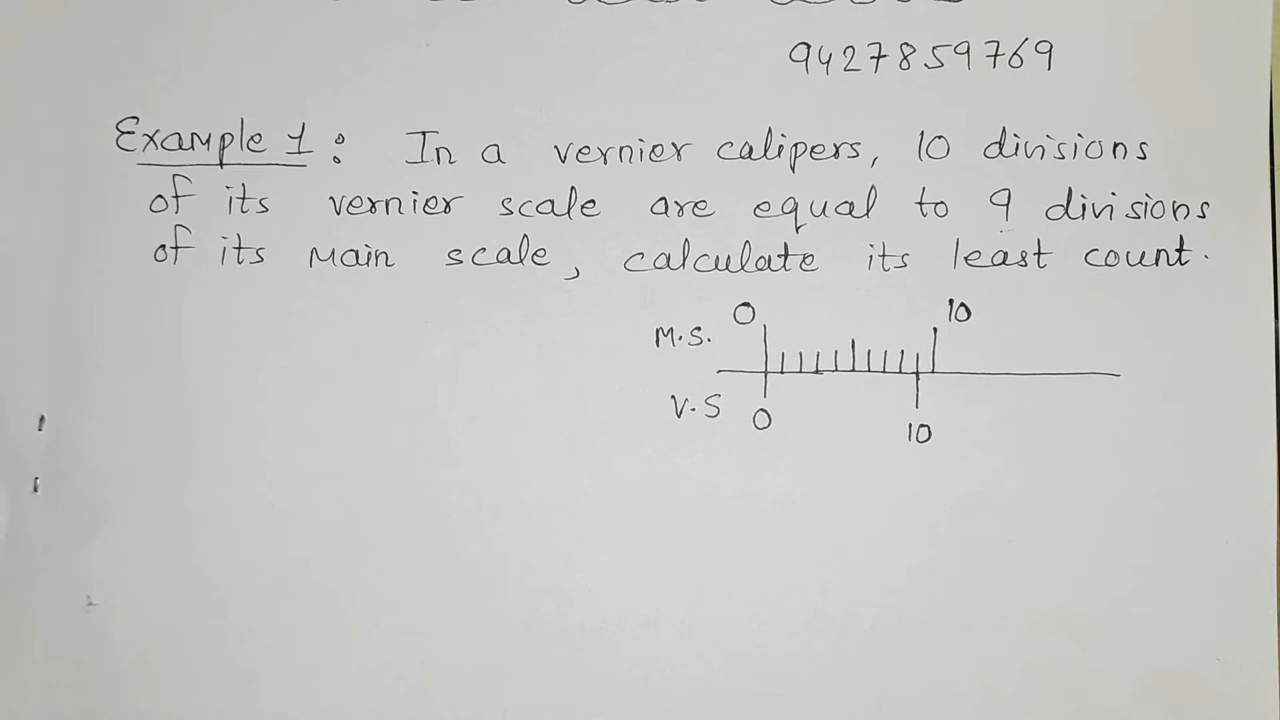 9427859769
Example 1: In a vernier calipers, 10 divisions
of its vernier scale are equal to 9 divisions
of its main scale, calculate its least count.
0 10
M.S.
V.S 0
10